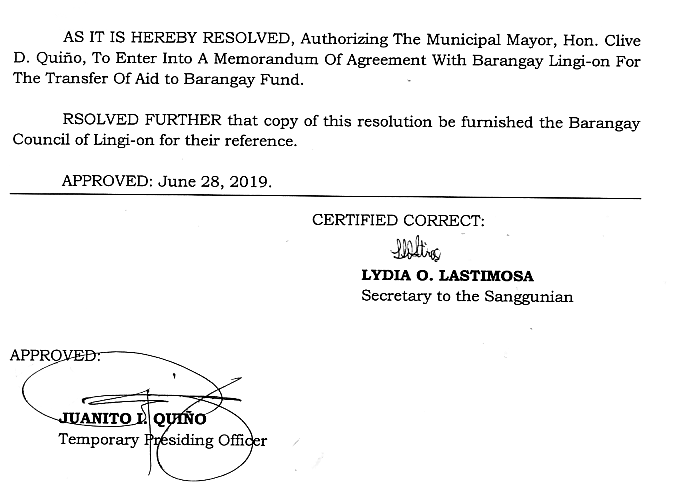 AS IT IS HEREBY RESOLVED, Authorizing The Municipal Mayor, Hon. Clive
D. Quiño, To Enter Into A Memorandum Of Agreement With Barangay Lingi-on For
The Transfer Of Aid to Barangay Fund.
RSOLVED FURTHER that copy of this resolution be furnished the Barangay
Council of Lingi-on for their reference.
APPROVED: June 28, 2019.
CERTIFIED CORRECT:
LYDIA O. LASTIMOSA
Secretary to the Sanggunian
APPROVED:
JUANITO I. QUIÑO
Temporary Presiding Officer